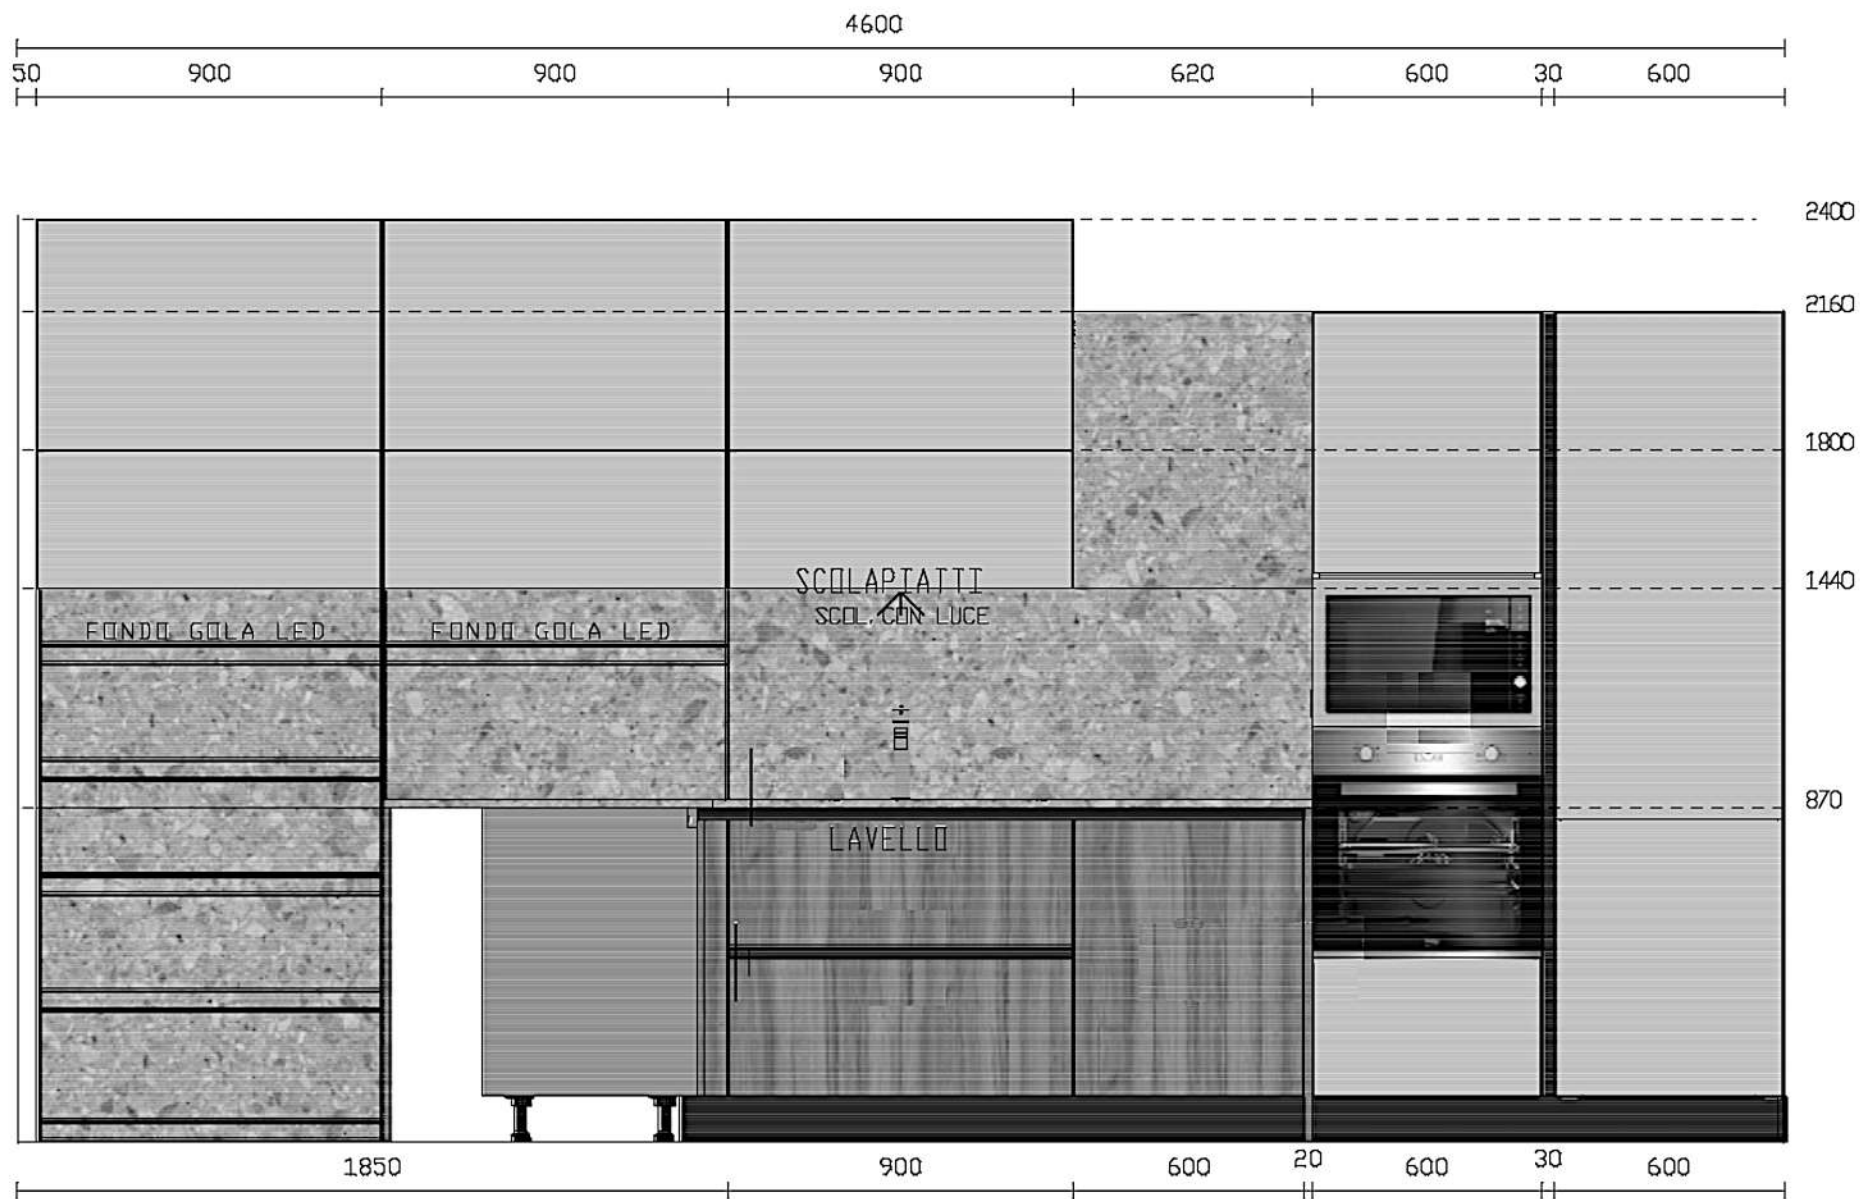 4600
50 900 900 900 620 600 30 600
2400
2160
1800
1440
SCOLAPIATTI
SCOL. CON LUCE
FONDO GOLA LED FONDO GOLA LED
870
LAVELLO
1850 900 600 20 600 30 600